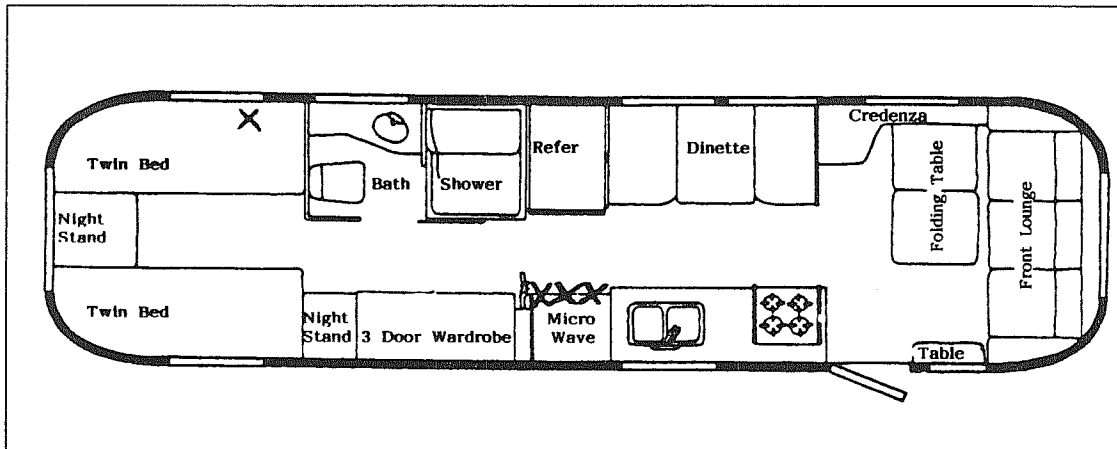 Credenza
Twin Bed
Bath
Shower
Refer
Dinette
Folding Table
Front Lounge
Night
Stand
Twin Bed
Night
Stand
3 Door Wardrobe
Micro
Wave
Table